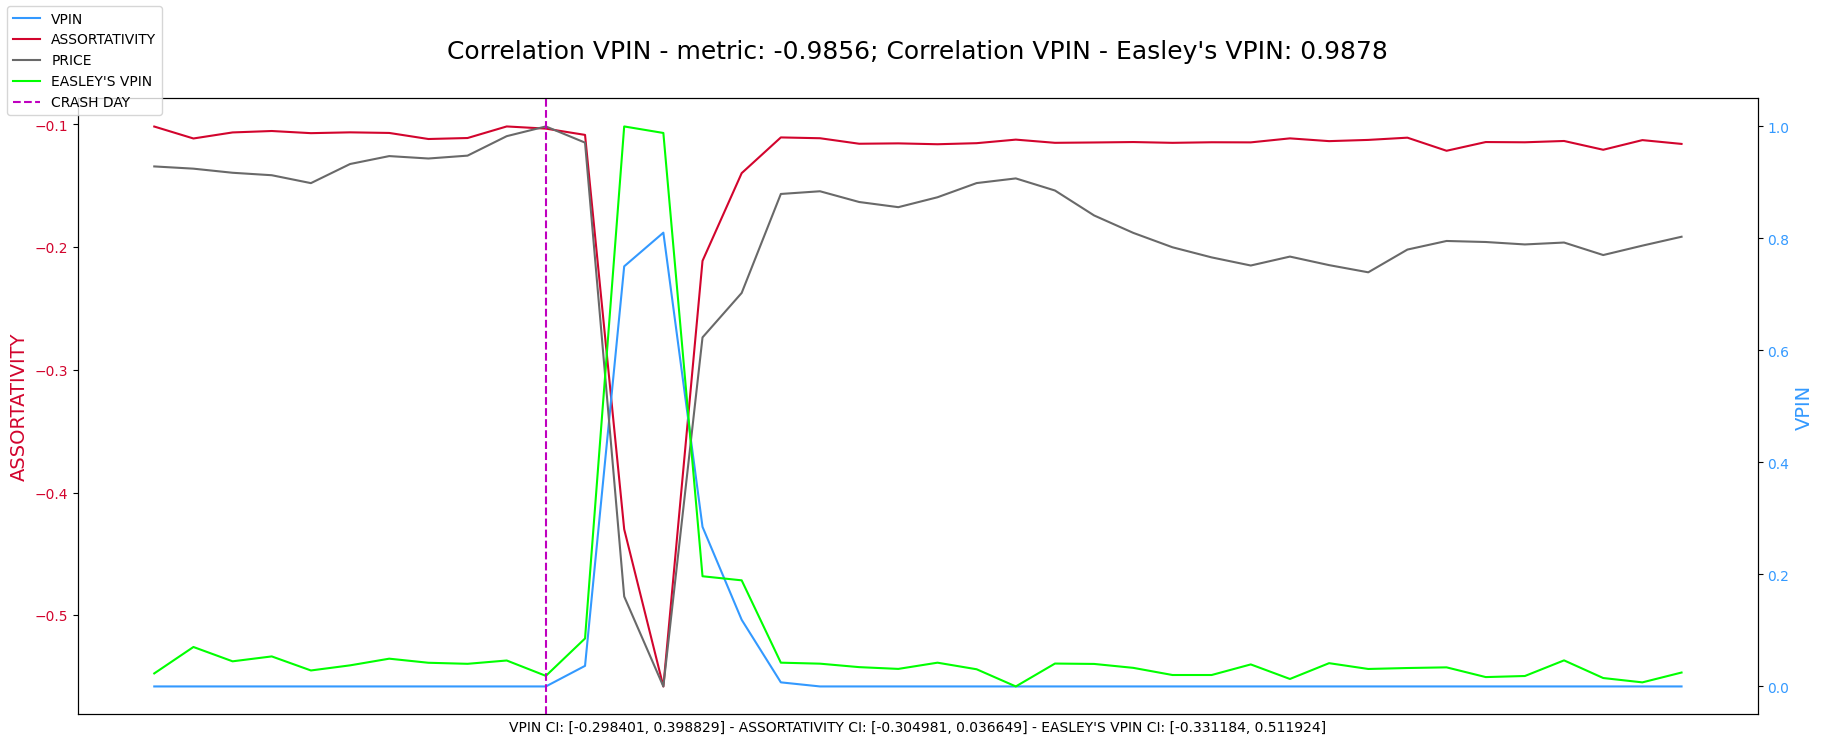 VPIN
ASSORTATIVITY
PRICE
EASLEY'S VPIN
CRASH DAY
Correlation VPIN - metric: -0.9856; Correlation VPIN - Easley's VPIN: 0.9878
−0.1
−0.2
−0.3
−0.4
−0.5
ASSORTATIVITY
1.0
0.8
0.6
0.4
0.2
0.0
VPIN
VPIN CI: [-0.298401, 0.398829] - ASSORTATIVITY CI: [-0.304981, 0.036649] - EASLEY'S VPIN CI: [-0.331184, 0.511924]